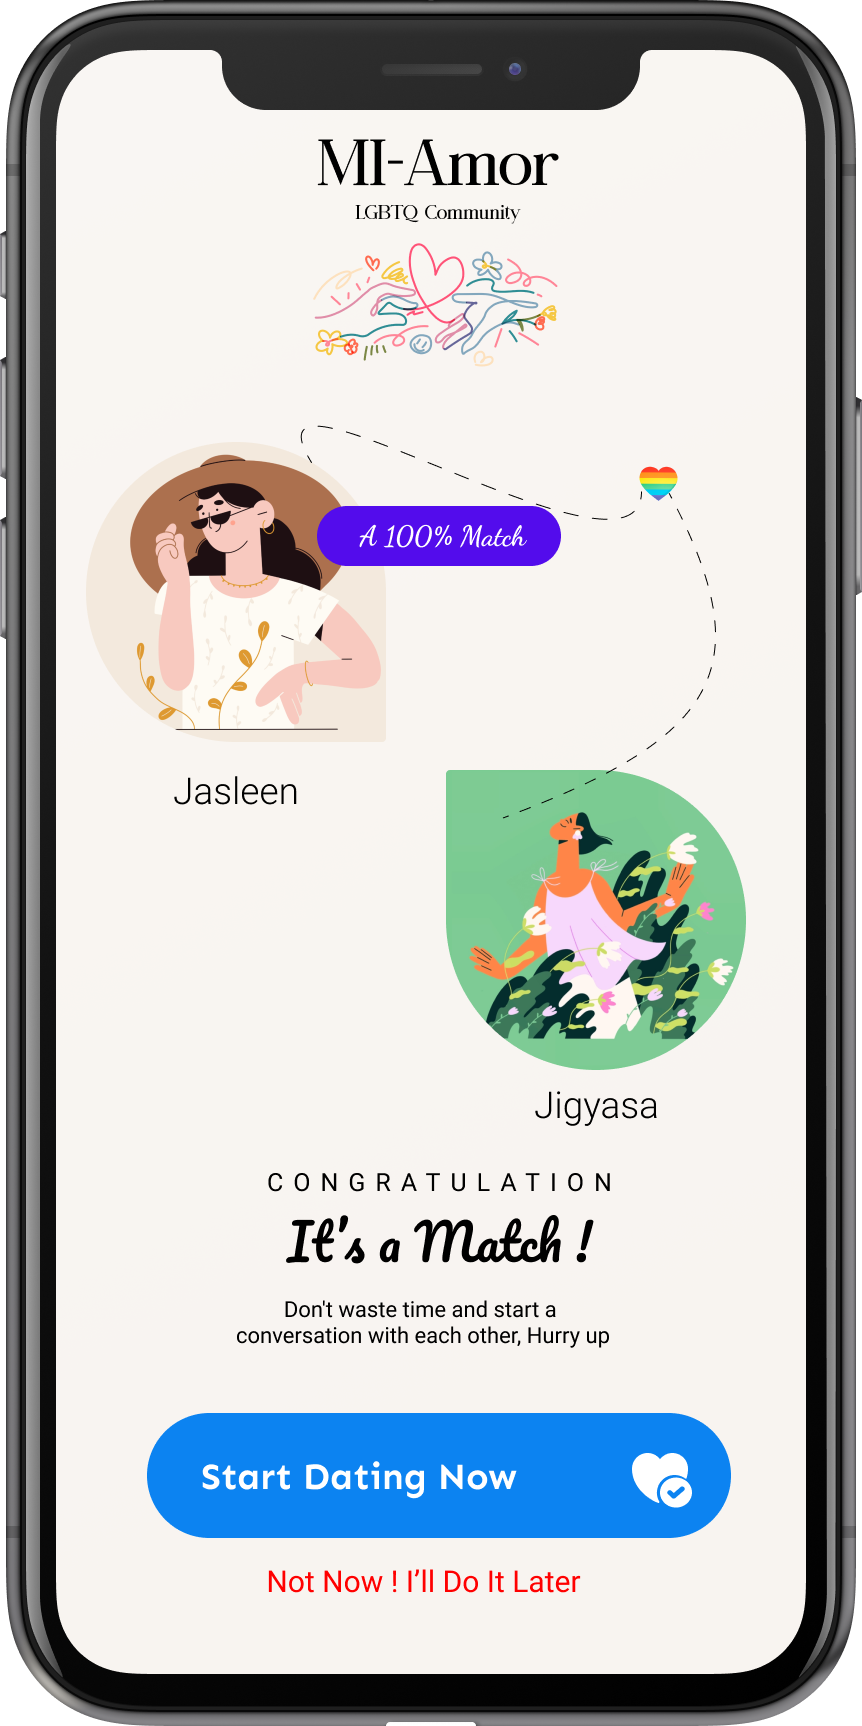 MI-Amor
LGBTQ Community
A 100% Match
Jasleen
Jigyasa
CONGRATULATION
It's a Match !
Don't waste time and start a
conversation with each other, Hurry up
Start Dating Now
Not Now ! I'll Do It Later